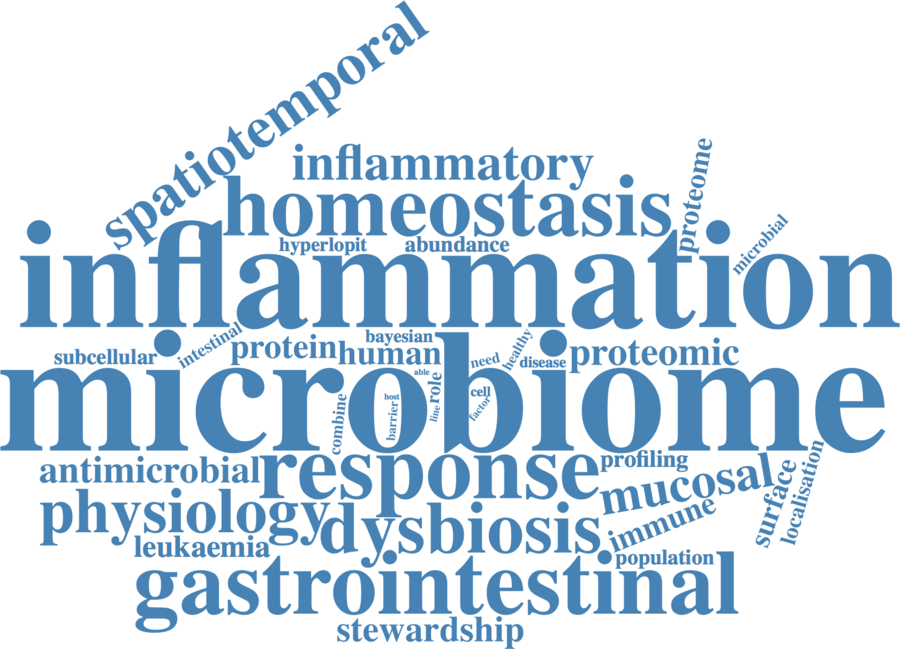 spatiotemporal
inflammatory
proteome
homeostasis
microbial
hyperlopit
abundance
inflammation
bayesian
healthy
intestinal
subcellular
protein
human
need
disease
proteomic
able
role
cell
host
factor
line
barrier
combine
microbiome
antimicrobial
response
profiling
mucosal
surface
localisation
physiology
dysbiosis
immune
leukaemia
population
gastrointestinal
stewardship